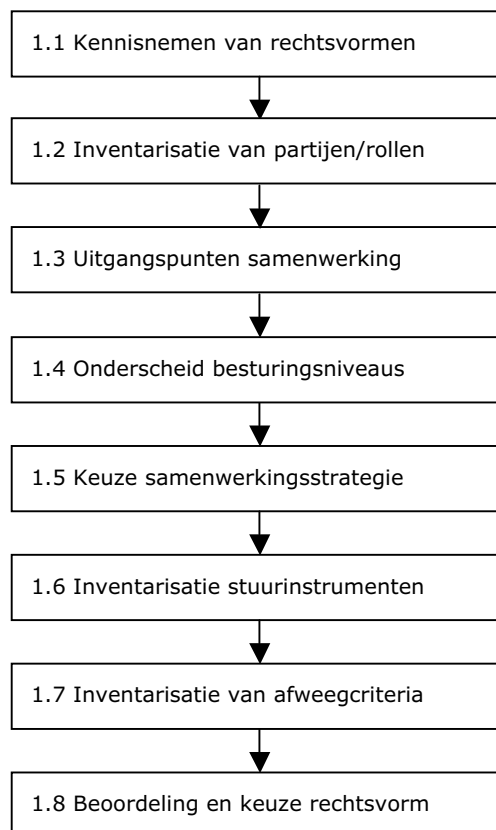 1.1 Kennisnemen van rechtsvormen
1.2 Inventarisatie van partijen/rollen
1.3 Uitgangspunten samenwerking
1.4 Onderscheid besturingsniveaus
1.5 Keuze samenwerkingsstrategie
1.6 Inventarisatie stuurinstrumenten
1.7 Inventarisatie van afweegcriteria
1.8 Beoordeling en keuze rechtsvorm